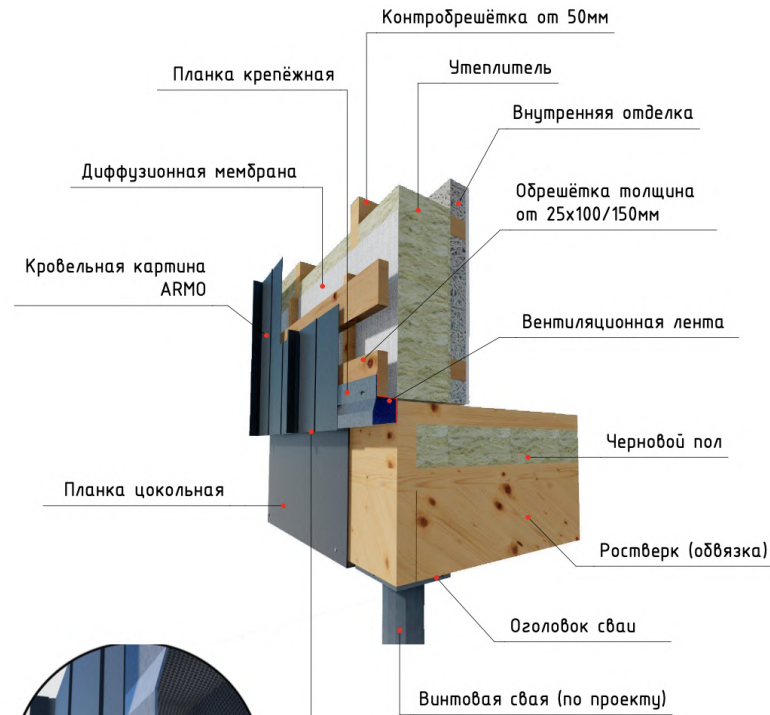 Контробрешётка от 50мм
Планка крепёжная
Утеплитель
Внутренняя отделка
Диффузионная мембрана
Обрешётка толщина
от 25х100/150мм
Кровельная картина
ARMO
Вентиляционная лента
Черновой пол
Планка цокольная
Ростверк (обвязка)
Оголовок сваи
Винтовая свая (по проекту)